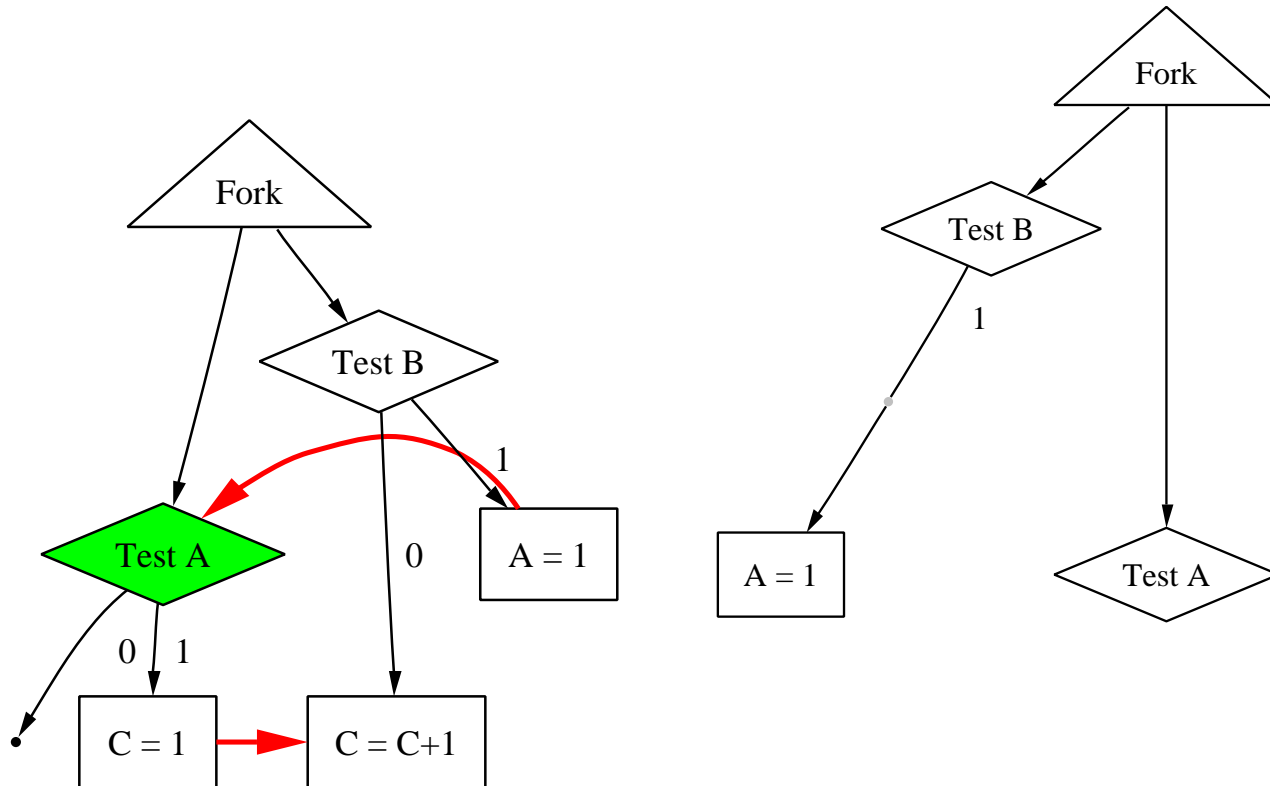 Fork
Test B
1
Test A
0
A = 1
0
1
C = 1
C = C+1
Fork
Test B
1
A = 1
Test A